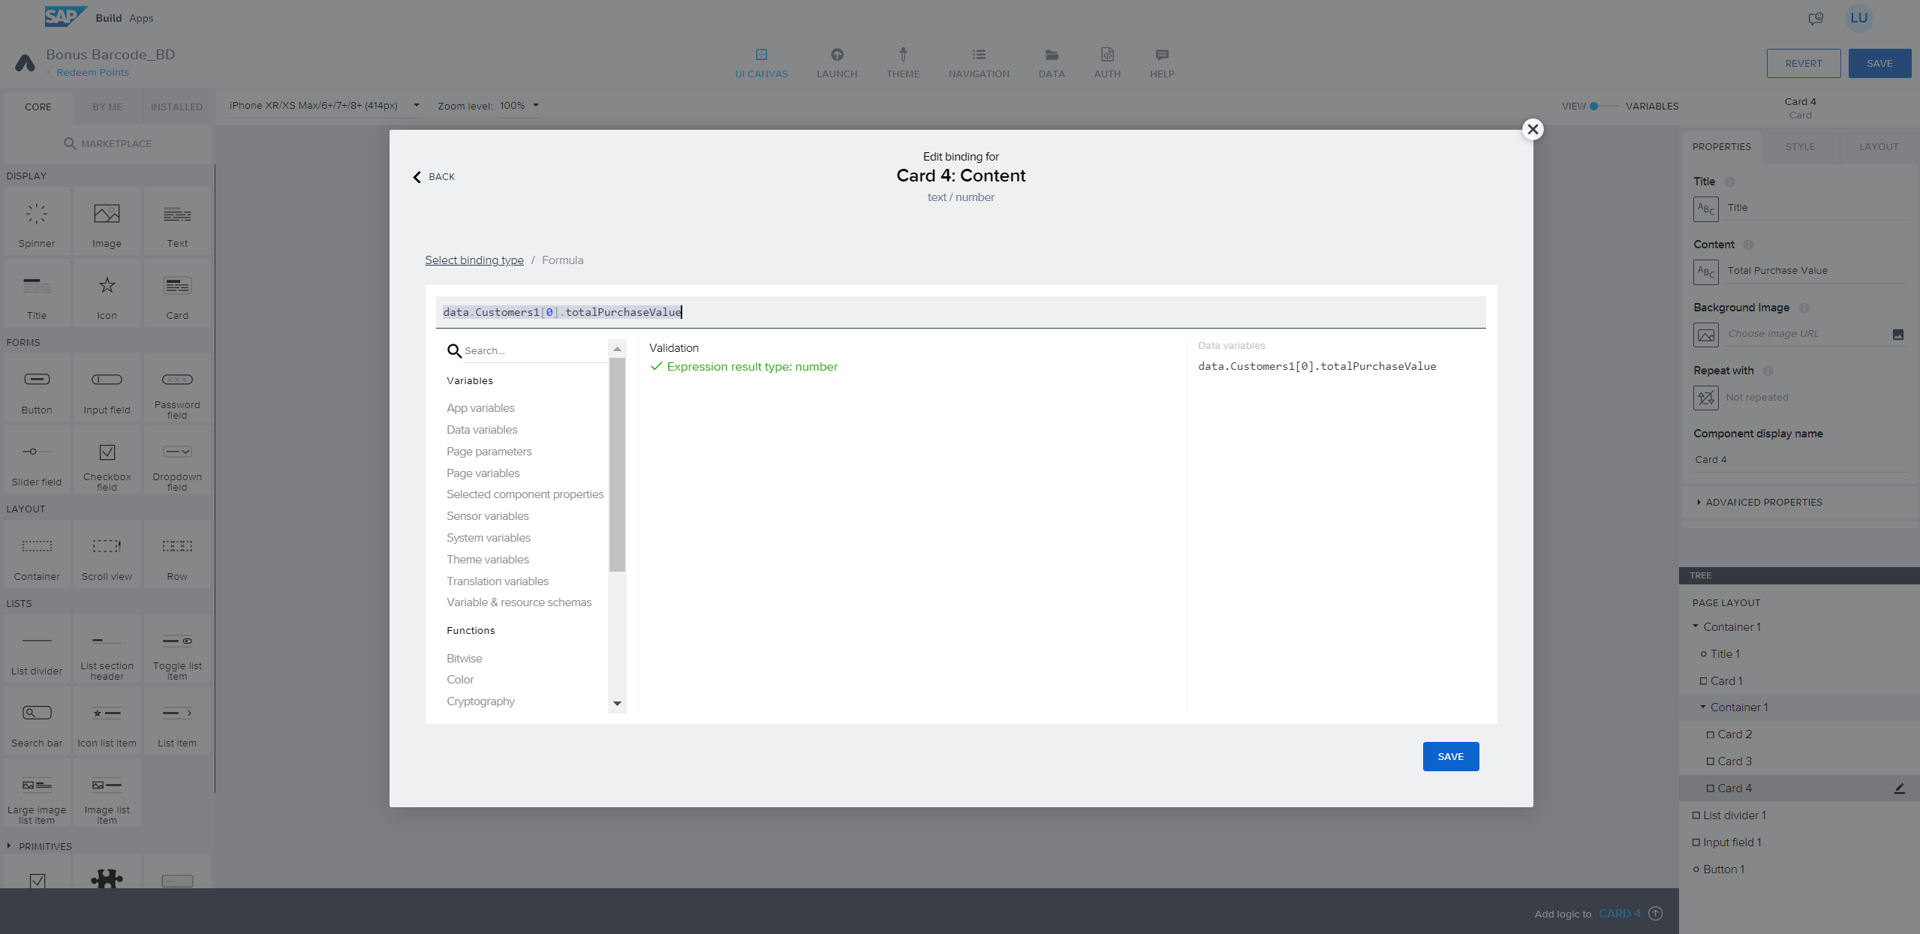 SAP Build Apps
LU
Bonus Barcode_BD
> Redeem Points
UI CANVAS
LAUNCH
THEME
NAVIGATION
DATA
AUTH
HELP
REVERT
SAVE
CORE
BY ME
INSTALLED
iPhone XR/XS Max/6+/7+/8+ (414px)
Zoom level: 100%
VIEW
VARIABLES
MARKETPLACE
DISPLAY
Spinner
Image
Text
Title
Icon
Card
FORMS
Button
Input field
Password
field
Slider field
Checkbox
field
Dropdown
field
LAYOUT
Container
Scroll view
Row
LISTS
List divider
List section
header
Toggle list
item
Search bar
Icon list item
List item
Large image
list item
Image list
item
PRIMITIVES
BACK
Edit binding for
Card 4: Content
text / number
Select binding type / Formula
data.Customers1[0].totalPurchaseValue
Search...
Variables
App variables
Data variables
Page parameters
Page variables
Selected component properties
Sensor variables
System variables
Theme variables
Translation variables
Variable & resource schemas
Functions
Bitwise
Color
Cryptography
Validation
Expression result type: number
Data variables
data.Customers1[0].totalPurchaseValue
SAVE
Card 4
Card
PROPERTIES
STYLE
LAYOUT
Title
ABC
Title
Content
ABC
Total Purchase Value
Background Image
Choose image URL
Repeat with
Not repeated
Component display name
Card 4
ADVANCED PROPERTIES
TREE
PAGE LAYOUT
Container 1
Title 1
Card 1
Container 1
Card 2
Card 3
Card 4
List divider 1
Input field 1
Button 1
Add logic to CARD 4